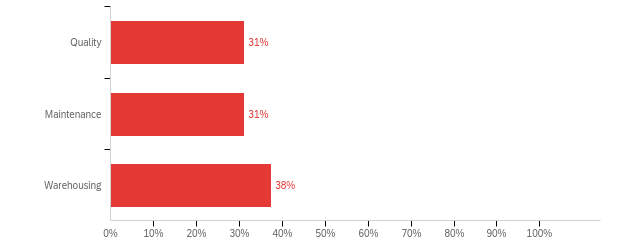 Quality 31%
Maintenance 31%
Warehousing 38%
0% 10% 20% 30% 40% 50% 60% 70% 80% 90% 100%